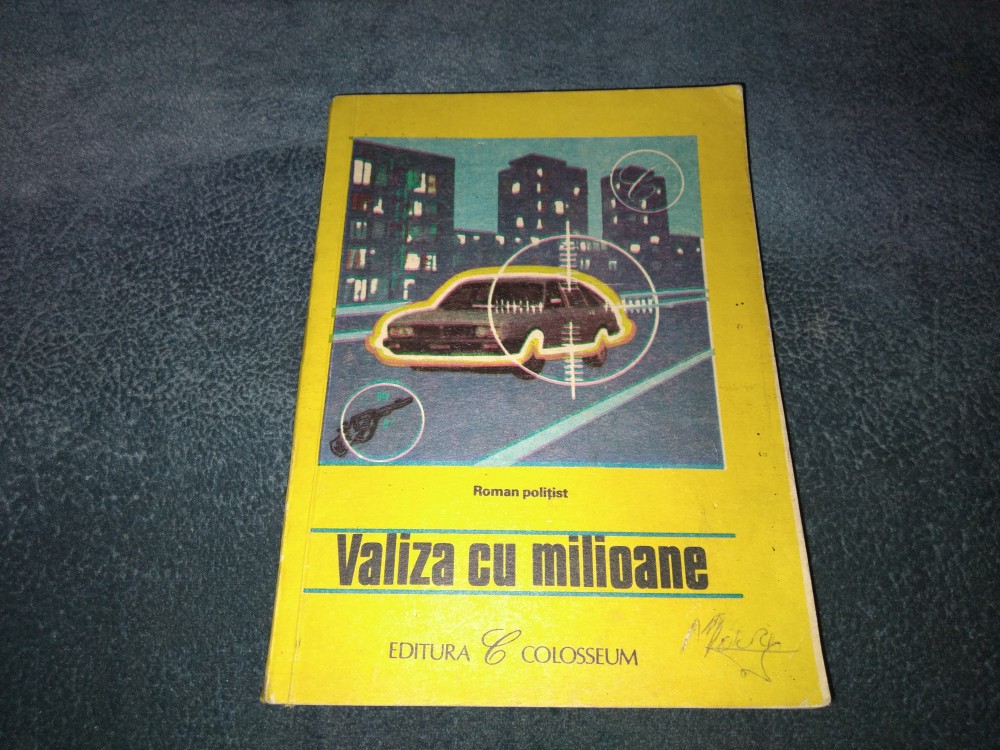 Roman polițist
Valiza cu milioane
EDITURA C COLOSSEUM